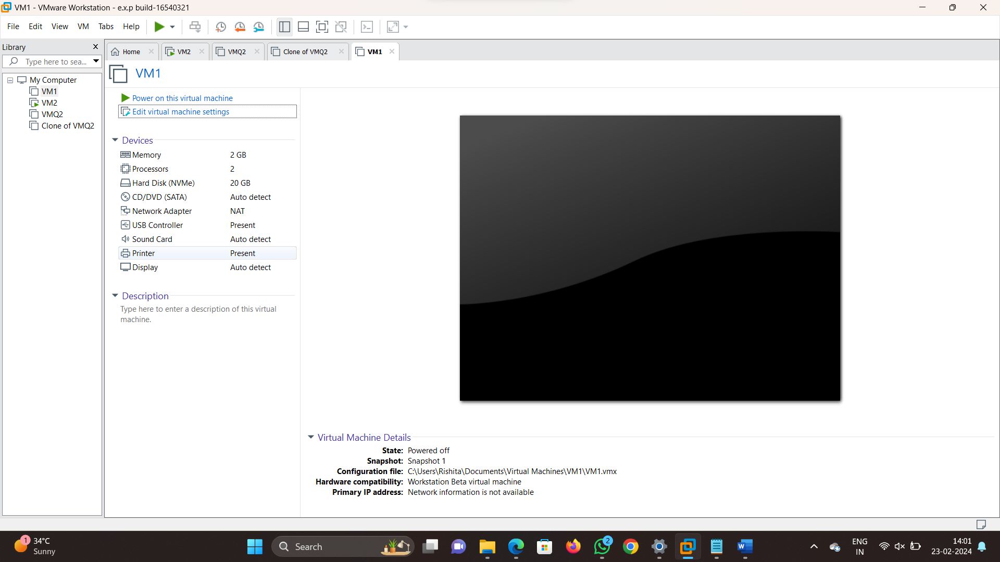 VM1 - VMware Workstation - e.x.p build-16540321
File Edit View VM Tabs Help
Library
Type here to sea...
My Computer
VM1
VM2
VMQ2
Clone of VMQ2
Home VM2 VMQ2 Clone of VMQ2 VM1
VM1
Power on this virtual machine
Edit virtual machine settings
Devices
Memory 2 GB
Processors 2
Hard Disk (NVMe) 20 GB
CD/DVD (SATA) Auto detect
Network Adapter NAT
USB Controller Present
Sound Card Auto detect
Printer Present
Display Auto detect
Description
Type here to enter a description of this virtual
machine.
Virtual Machine Details
State: Powered off
Snapshot: Snapshot 1
Configuration file: C:\Users\Rishita\Documents\Virtual Machines\VM1\VM1.vmx
Hardware compatibility: Workstation Beta virtual machine
Primary IP address: Network information is not available
1
34°C
Sunny
Search
2
W
ENG
IN
14:01
23-02-2024